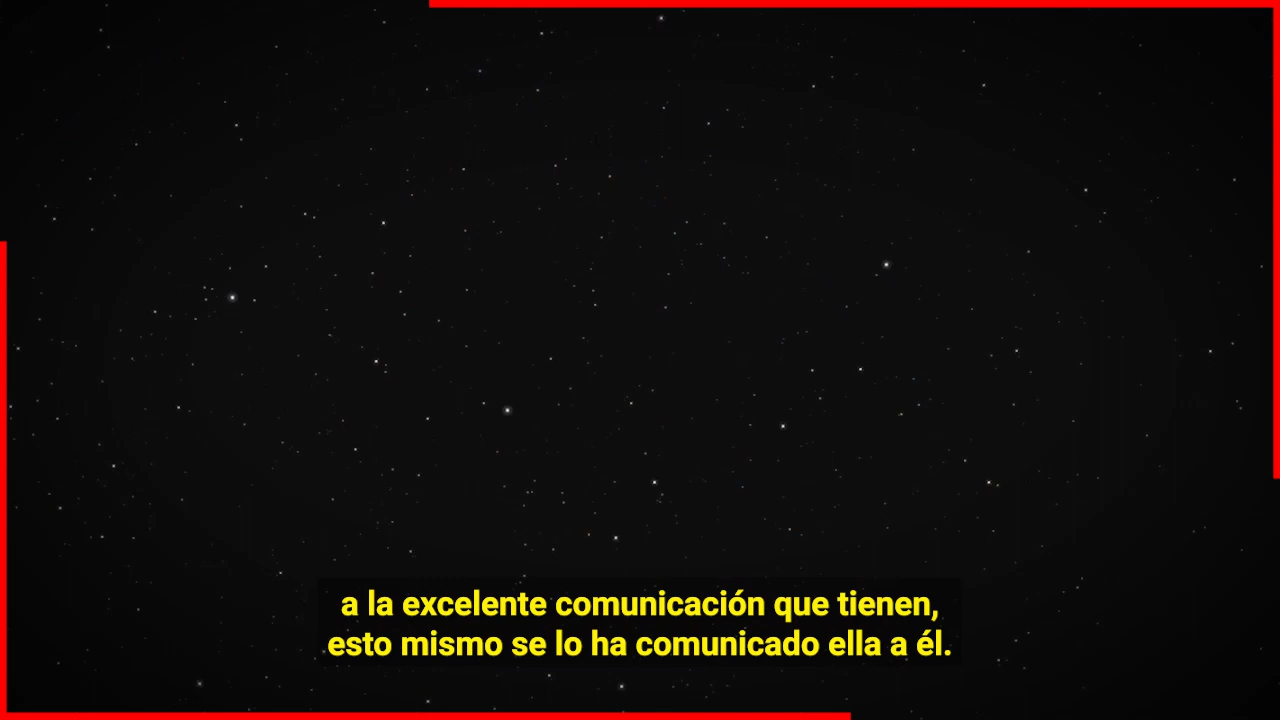 a la excelente comunicación que tienen,
esto mismo se lo ha comunicado ella a él.